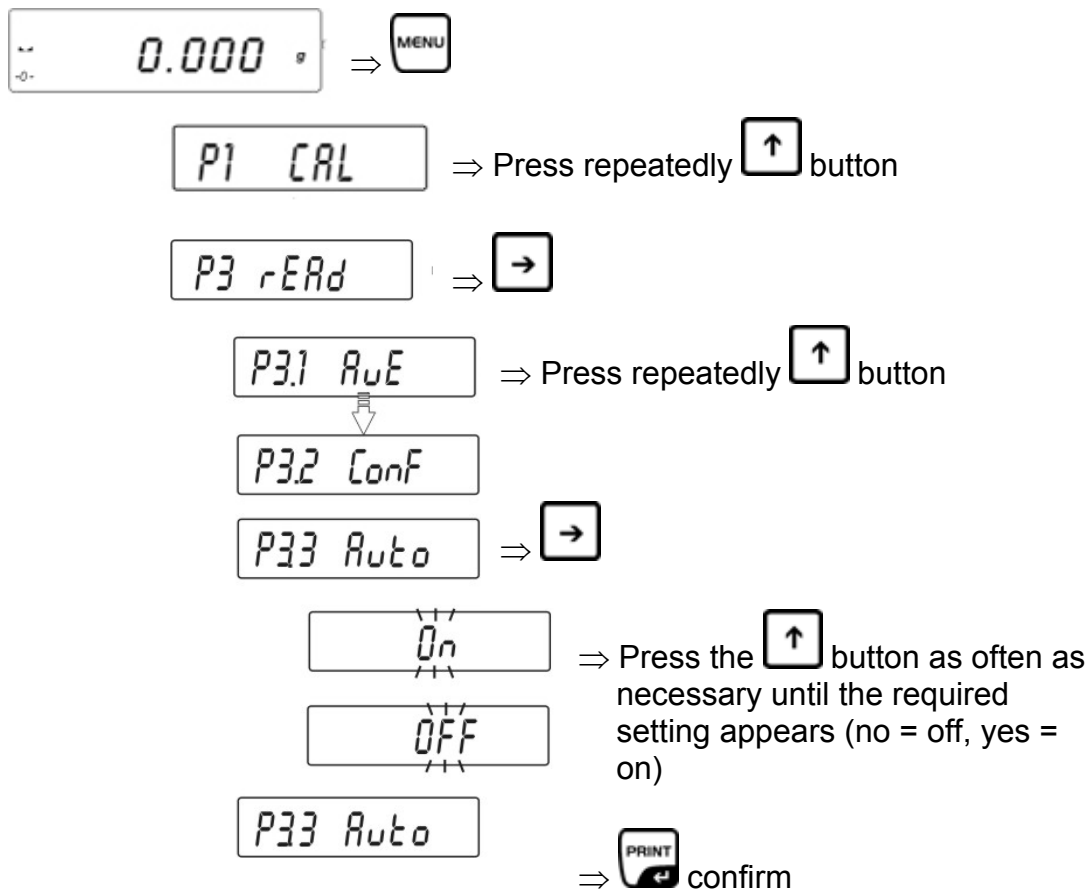 -0- 0.000 g ⇒ MENU
P1 CAL ⇒ Press repeatedly ↑ button
P3 rEAd ⇒ →
P3.1 AvE ⇒ Press repeatedly ↑ button
P3.2 ConF
P3.3 Auto ⇒ →
On
⇒ Press the ↑ button as often as
necessary until the required
OFF
setting appears (no = off, yes =
on)
P3.3 Auto
PRINT
⇒ confirm